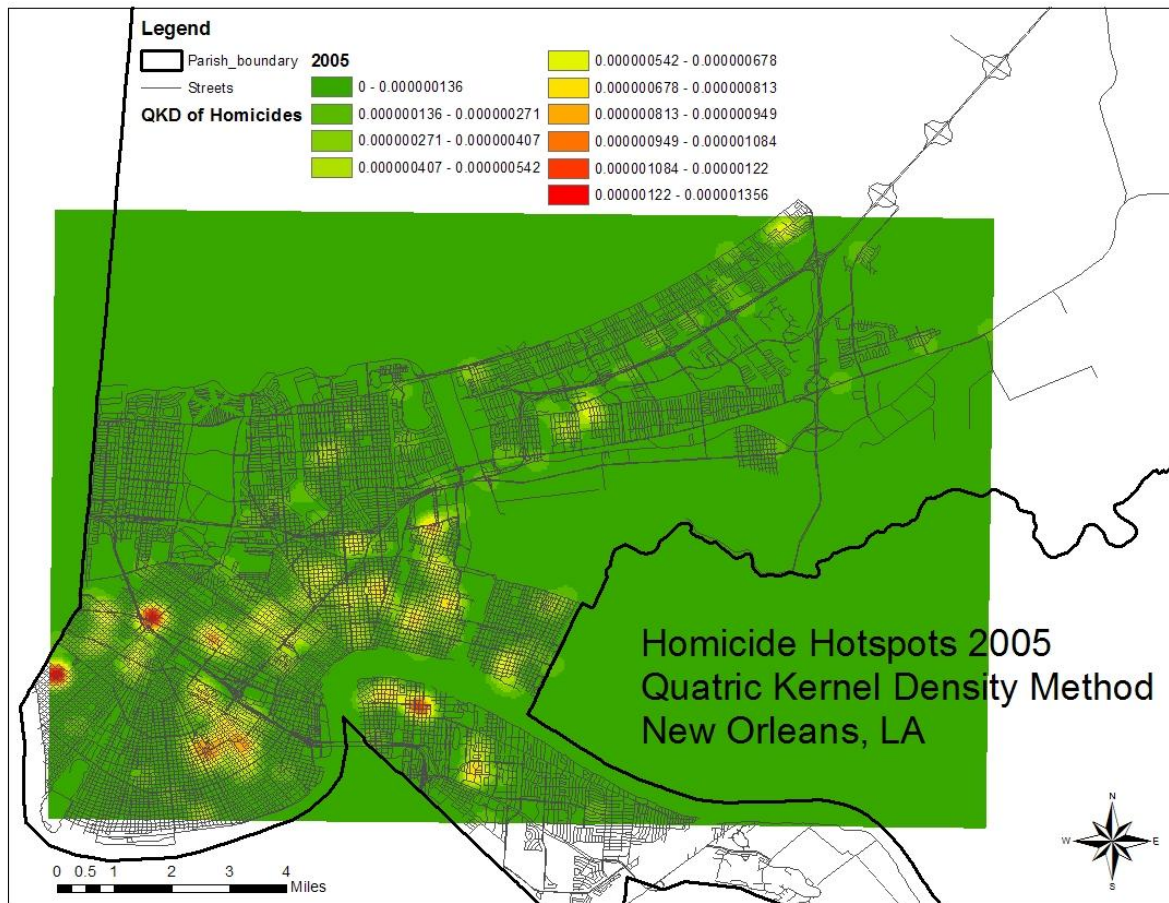 Legend
Parish_boundary
Streets
QKD of Homicides
2005
0 - 0.000000136
0.000000136 - 0.000000271
0.000000271 - 0.000000407
0.000000407 - 0.000000542
0.000000542 - 0.000000678
0.000000678 - 0.000000813
0.000000813 - 0.000000949
0.000000949 - 0.000001084
0.000001084 - 0.00000122
0.00000122 - 0.000001356
Homicide Hotspots 2005
Quatric Kernel Density Method
New Orleans, LA
N
W E
S
0 0.5 1 2 3 4
Miles